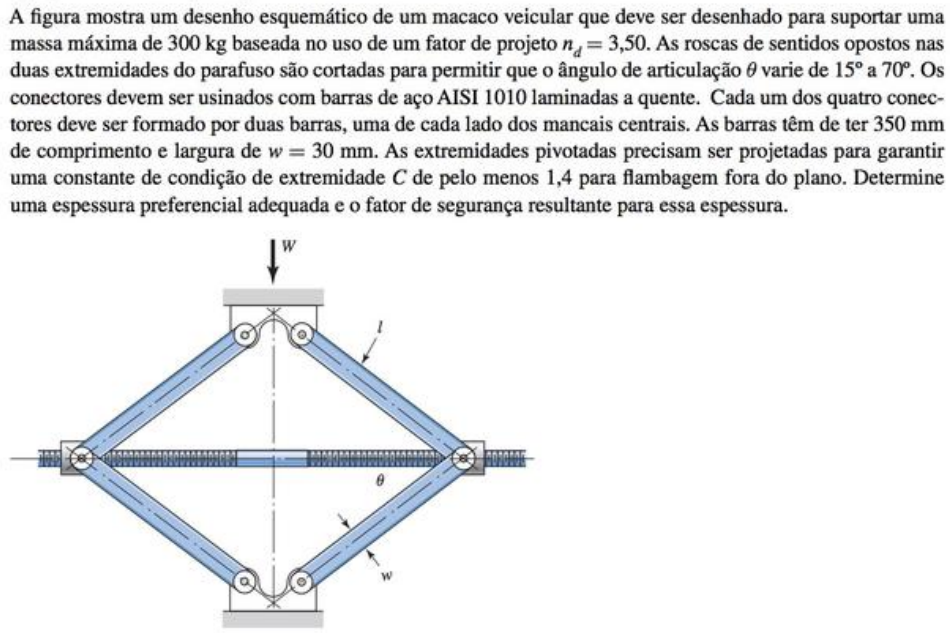 A figura mostra um desenho esquemático de um macaco veicular que deve ser desenhado para suportar uma
massa máxima de 300 kg baseada no uso de um fator de projeto n_d = 3,50. As roscas de sentidos opostos nas
duas extremidades do parafuso são cortadas para permitir que o ângulo de articulação θ varie de 15º a 70º. Os
conectores devem ser usinados com barras de aço AISI 1010 laminadas a quente. Cada um dos quatro conec-
tores deve ser formado por duas barras, uma de cada lado dos mancais centrais. As barras têm de ter 350 mm
de comprimento e largura de w = 30 mm. As extremidades pivotadas precisam ser projetadas para garantir
uma constante de condição de extremidade C de pelo menos 1,4 para flambagem fora do plano. Determine
uma espessura preferencial adequada e o fator de segurança resultante para essa espessura.
W
l
θ
w